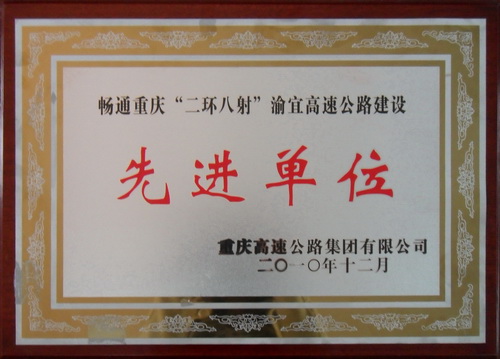 畅通重庆“二环八射”渝宜高速公路建设
先进单位
重庆高速公路集团有限公司
二〇一〇年十二月